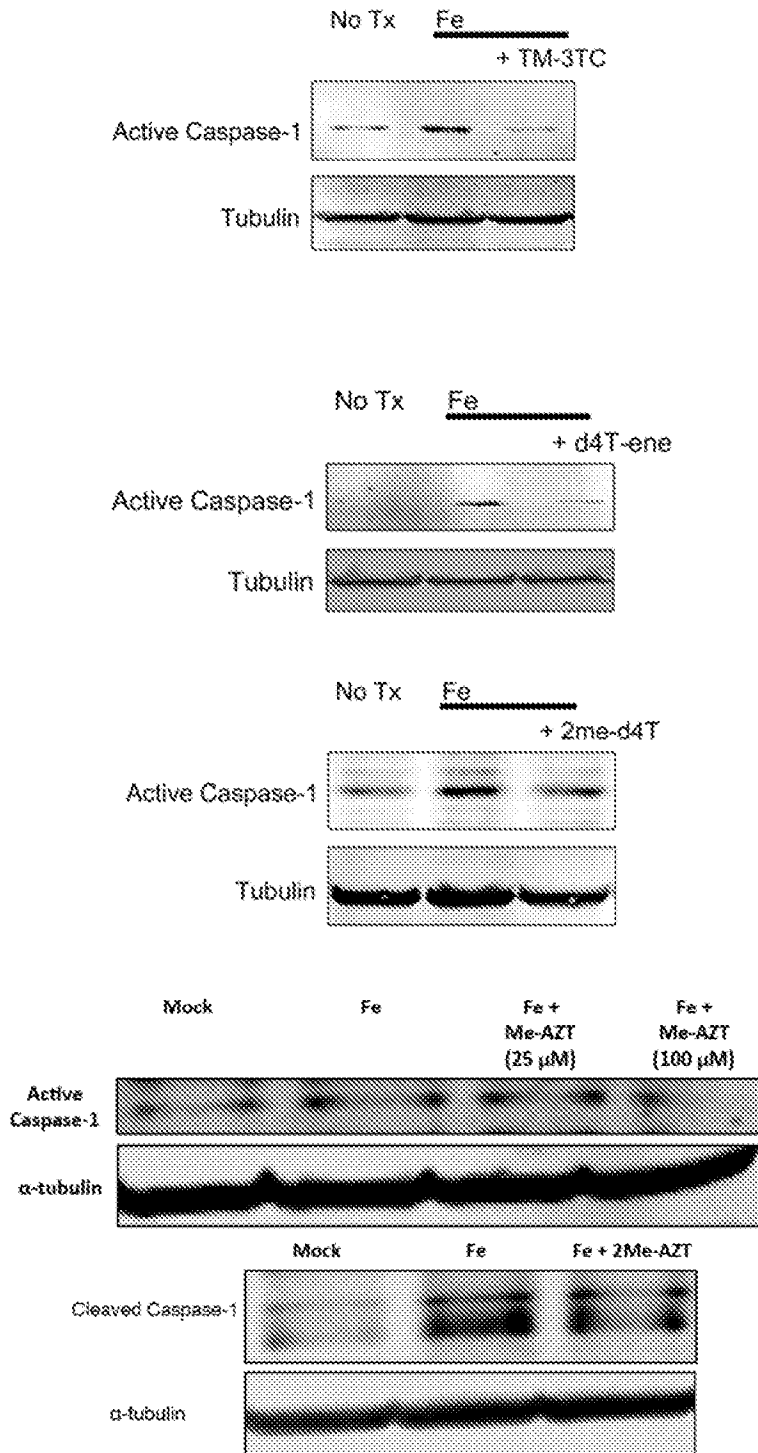 No Tx Fe
+ TM-3TC
Active Caspase-1
Tubulin
No Tx Fe
+ d4T-ene
Active Caspase-1
Tubulin
No Tx Fe
+ 2me-d4T
Active Caspase-1
Tubulin
Mock Fe Fe + Fe +
Me-AZT Me-AZT
(25 µM) (100 µM)
Active
Caspase-1
α-tubulin
Mock Fe Fe + 2Me-AZT
Cleaved Caspase-1
α-tubulin